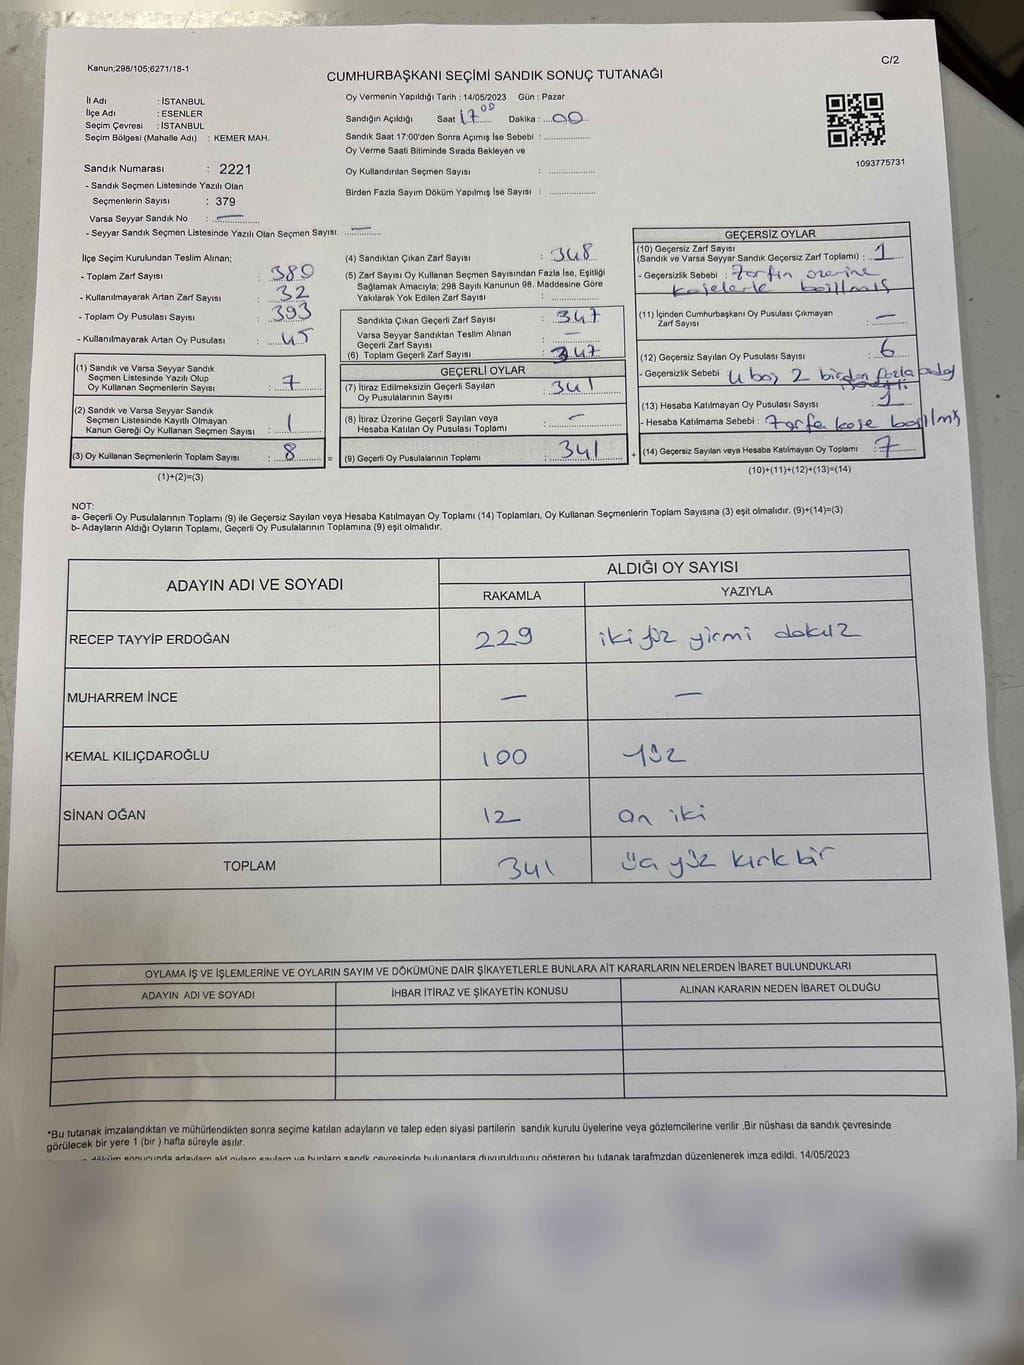 Kanun;298/105;6271/18-1
C/2
CUMHURBAŞKANI SEÇİMİ SANDIK SONUÇ TUTANAĞI
İl Adı : İSTANBUL
İlçe Adı : ESENLER
Seçim Çevresi : İSTANBUL
Seçim Bölgesi (Mahalle Adı) : KEMER MAH.
Sandık Numarası : 2221
- Sandık Seçmen Listesinde Yazılı Olan
Seçmenlerin Sayısı : 379
Varsa Seyyar Sandık No : —
- Seyyar Sandık Seçmen Listesinde Yazılı Olan Seçmen Sayısı: —
Oy Vermenin Yapıldığı Tarih : 14/05/2023 Gün : Pazar
Sandığın Açıldığı Saat 17 00 Dakika : 00
Sandık Saat 17:00'den Sonra Açımış İse Sebebi :
Oy Verme Saati Bitiminde Sırada Bekleyen ve
Oy Kullandırılan Seçmen Sayısı :
Birden Fazla Sayım Döküm Yapılmış İse Sayısı :
1093775731
İlçe Seçim Kurulundan Teslim Alınan;
- Toplam Zarf Sayısı : 380
- Kullanılmayarak Artan Zarf Sayısı : 32
- Toplam Oy Pusulası Sayısı : 393
- Kullanılmayarak Artan Oy Pusulası : 45
(1) Sandık ve Varsa Seyyar Sandık
Seçmen Listesinde Yazılı Olup
Oy Kullanan Seçmenlerin Sayısı : 7
(2) Sandık ve Varsa Seyyar Sandık
Seçmen Listesinde Kayıtlı Olmayan
Kanun Gereği Oy Kullanan Seçmen Sayısı : 1
(3) Oy Kullanan Seçmenlerin Toplam Sayısı : 8
(1)+(2)=(3)
(4) Sandıktan Çıkan Zarf Sayısı : 348
(5) Zarf Sayısı Oy Kullanan Seçmen Sayısından Fazla İse, Eşitliği
Sağlamak Amacıyla; 298 Sayılı Kanunun 98. Maddesine Göre
Yakılarak Yok Edilen Zarf Sayısı :
Sandıkta Çıkan Geçerli Zarf Sayısı : 347
Varsa Seyyar Sandıktan Teslim Alınan
Geçerli Zarf Sayısı : —
(6) Toplam Geçerli Zarf Sayısı : 347
GEÇERLİ OYLAR
(7) İtiraz Edilmeksizin Geçerli Sayılan
Oy Pusulalarının Sayısı : 341
(8) İtiraz Üzerine Geçerli Sayılan veya
Hesaba Katılan Oy Pusulası Toplamı : —
= (9) Geçerli Oy Pusulalarının Toplamı : 341
GEÇERSİZ OYLAR
(10) Geçersiz Zarf Sayısı
(Sandık ve Varsa Seyyar Sandık Geçersiz Zarf Toplamı) : 1
- Geçersizlik Sebebi : Zarfın üzerine
kaşelerle basılmış
(11) İçinden Cumhurbaşkanı Oy Pusulası Çıkmayan
Zarf Sayısı : —
(12) Geçersiz Sayılan Oy Pusulası Sayısı : 6
- Geçersizlik Sebebi 4 boş 2 birden fazla
(13) Hesaba Katılmayan Oy Pusulası Sayısı : 1
- Hesaba Katılmama Sebebi : Zarfa kaşe basılmış
+ (14) Geçersiz Sayılan veya Hesaba Katılmayan Oy Toplamı : 7
(10)+(11)+(12)+(13)=(14)
NOT:
a- Geçerli Oy Pusulalarının Toplamı (9) ile Geçersiz Sayılan veya Hesaba Katılmayan Oy Toplamı (14) Toplamları, Oy Kullanan Seçmenlerin Toplam Sayısına (3) eşit olmalıdır. (9)+(14)=(3)
b- Adayların Aldığı Oyların Toplamı, Geçerli Oy Pusulalarının Toplamına (9) eşit olmalıdır.
ADAYIN ADI VE SOYADI ALDIĞI OY SAYISI
RAKAMLA YAZIYLA
RECEP TAYYİP ERDOĞAN 229 iki yüz yirmi dokuz
MUHARREM İNCE — —
KEMAL KILIÇDAROĞLU 100 yüz
SİNAN OĞAN 12 on iki
TOPLAM 341 üç yüz kırk bir
OYLAMA İŞ VE İŞLEMLERİNE VE OYLARIN SAYIM VE DÖKÜMÜNE DAİR ŞİKAYETLERLE BUNLARA AİT KARARLARIN NELERDEN İBARET BULUNDUKLARI
ADAYIN ADI VE SOYADI İHBAR İTİRAZ VE ŞİKAYETİN KONUSU ALINAN KARARIN NEDEN İBARET OLDUĞU
*Bu tutanak imzalandıktan ve mühürlendikten sonra seçime katılan adayların ve talep eden siyasi partilerin sandık kurulu üyelerine veya gözlemcilerine verilir .Bir nüshası da sandık çevresinde
görülecek bir yere 1 (bir ) hafta süreyle asılır.
döküm sonucunda adayların ald oyların sayların ve bunların sandk çevresinde bulunanlara duyurulduunu gösteren bu tutanak tarafmzdan düzenlenerek imza edildi. 14/05/2023